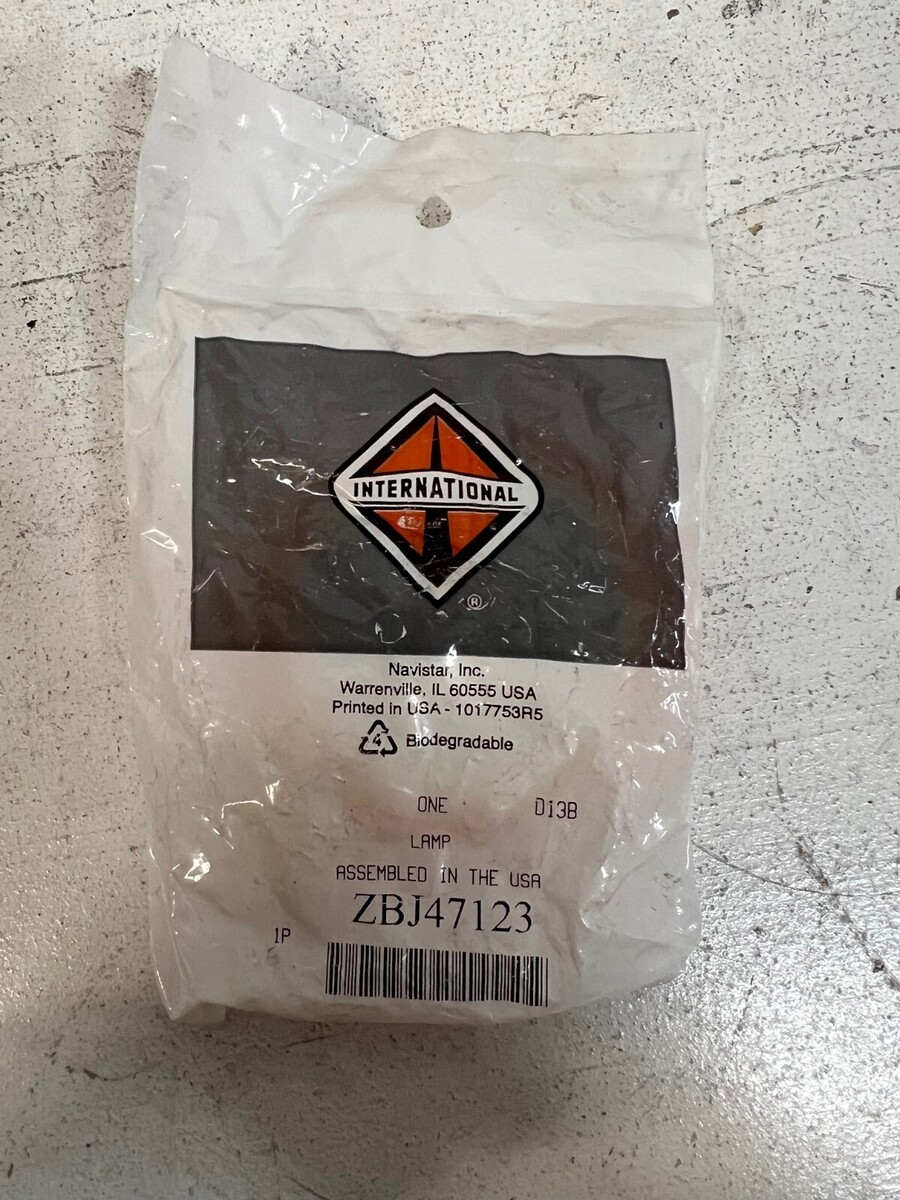 INTERNATIONAL
®
Navistar, Inc.
Warrenville, IL 60555 USA
Printed in USA - 1017753R5
4 Biodegradable
ONE D13B
LAMP
ASSEMBLED IN THE USA
ZBJ47123
1P